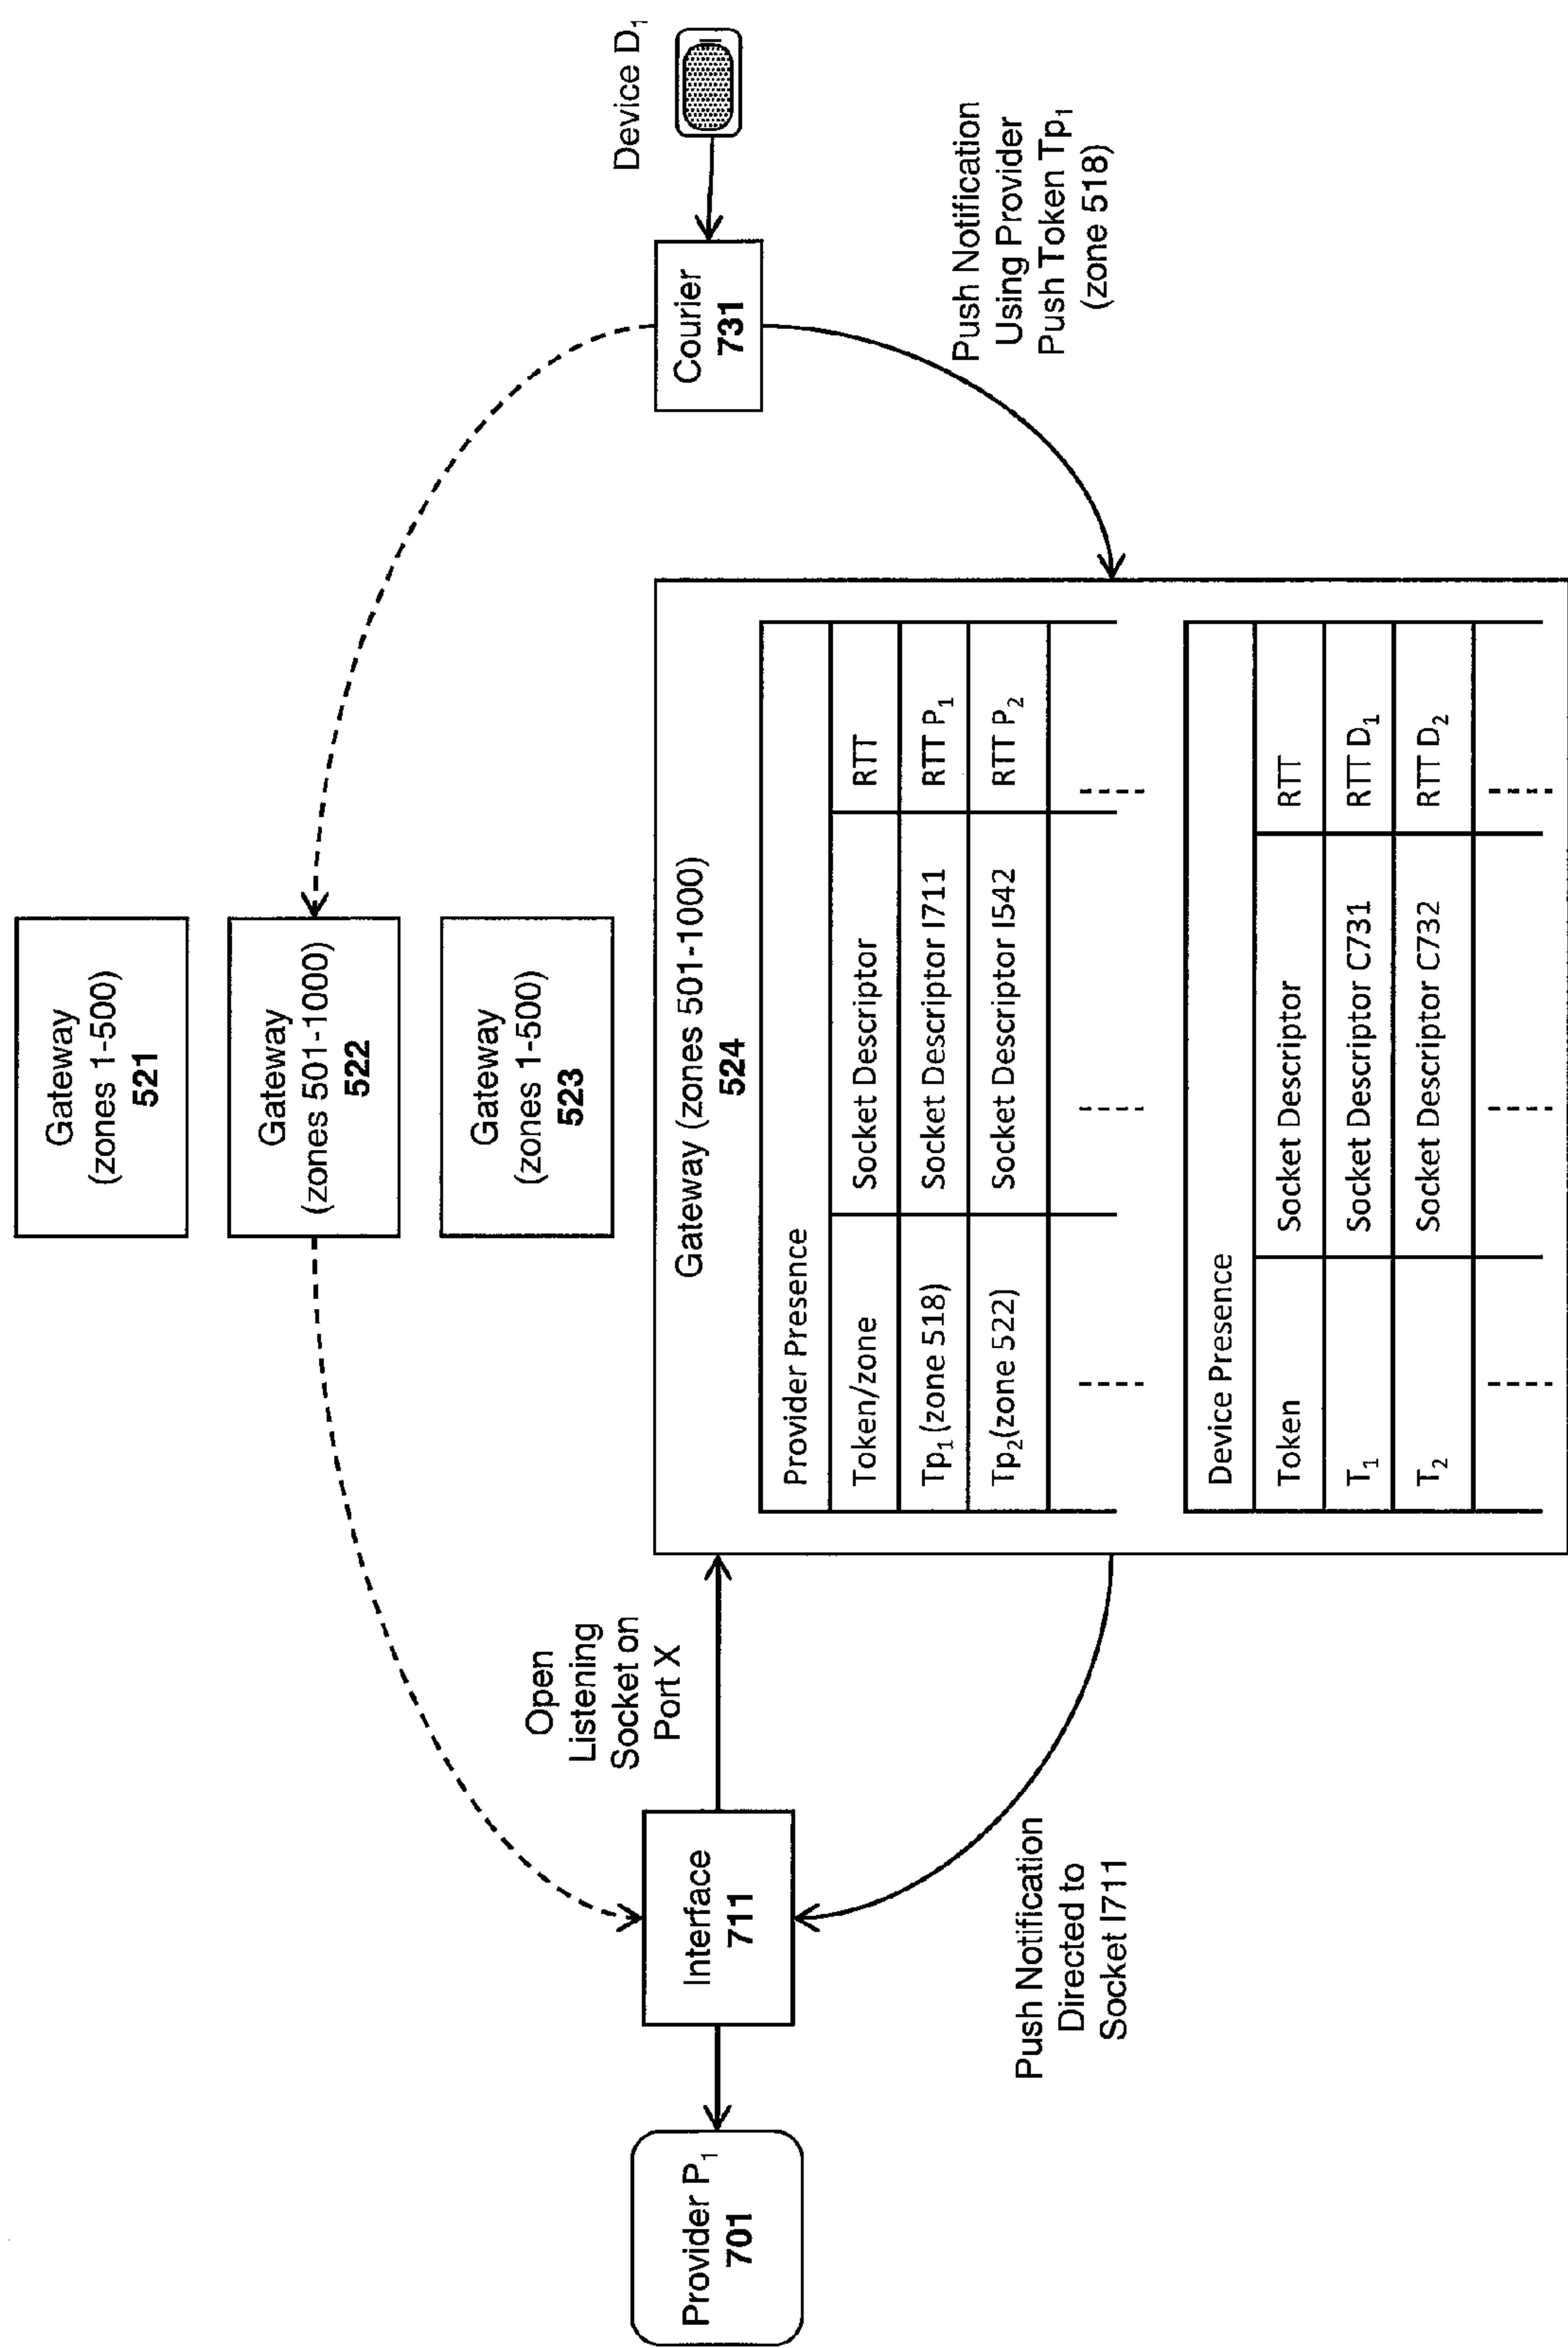 Gateway
(zones 1-500)
521
Gateway
(zones 501-1000)
522
Gateway
(zones 1-500)
523
Provider P₁
701
Interface
711
Open
Listening
Socket on
Port X
Push Notification
Directed to
Socket I711
Gateway (zones 501-1000)
524
Provider Presence
Token/zone Socket Descriptor RTT
Tp₁ (zone 518) Socket Descriptor I711 RTT P₁
Tp₂(zone 522) Socket Descriptor I542 RTT P₂
Device Presence
Token Socket Descriptor RTT
T₁ Socket Descriptor C731 RTT D₁
T₂ Socket Descriptor C732 RTT D₂
Courier
731
Device D₁
Push Notification
Using Provider
Push Token Tp₁
(zone 518)